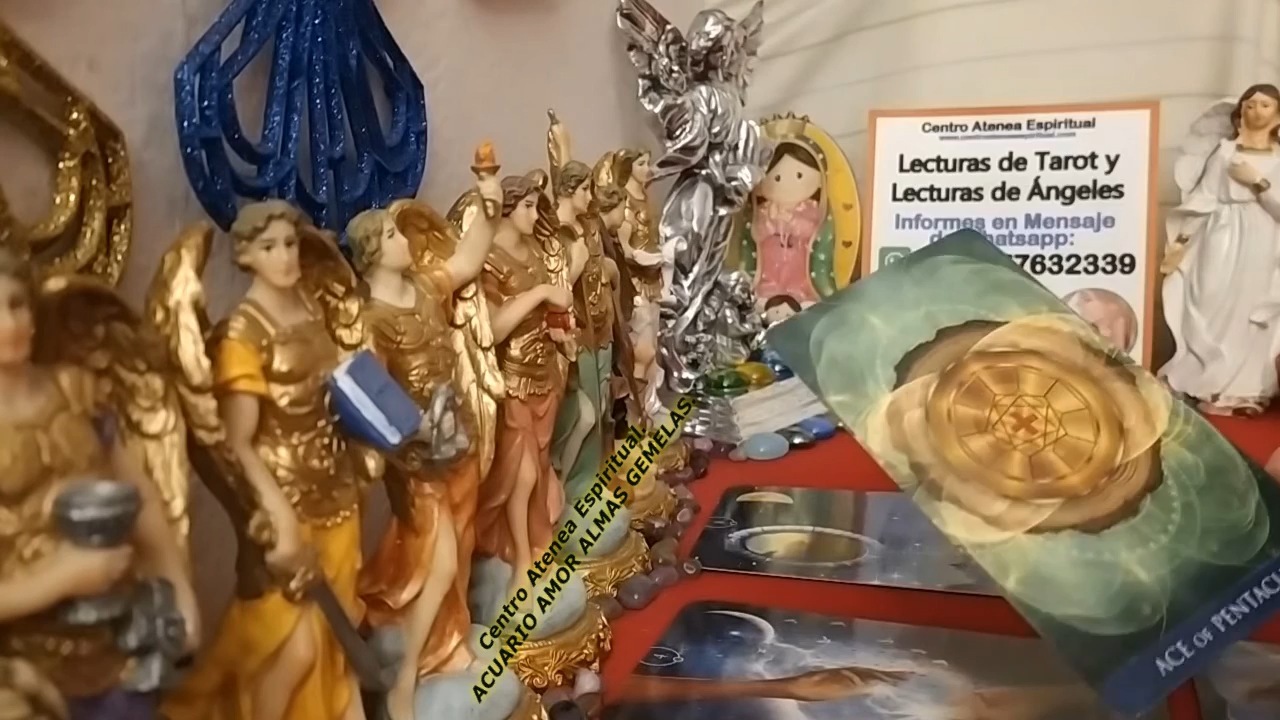 Centro Atenea Espiritual
Lecturas de Tarot y
Lecturas de Ángeles
Informes en Mensaje
7632339
ACE OF PENTAC
Centro Atenea Espiritual.
ACUARIO AMOR ALMAS GEMELAS.